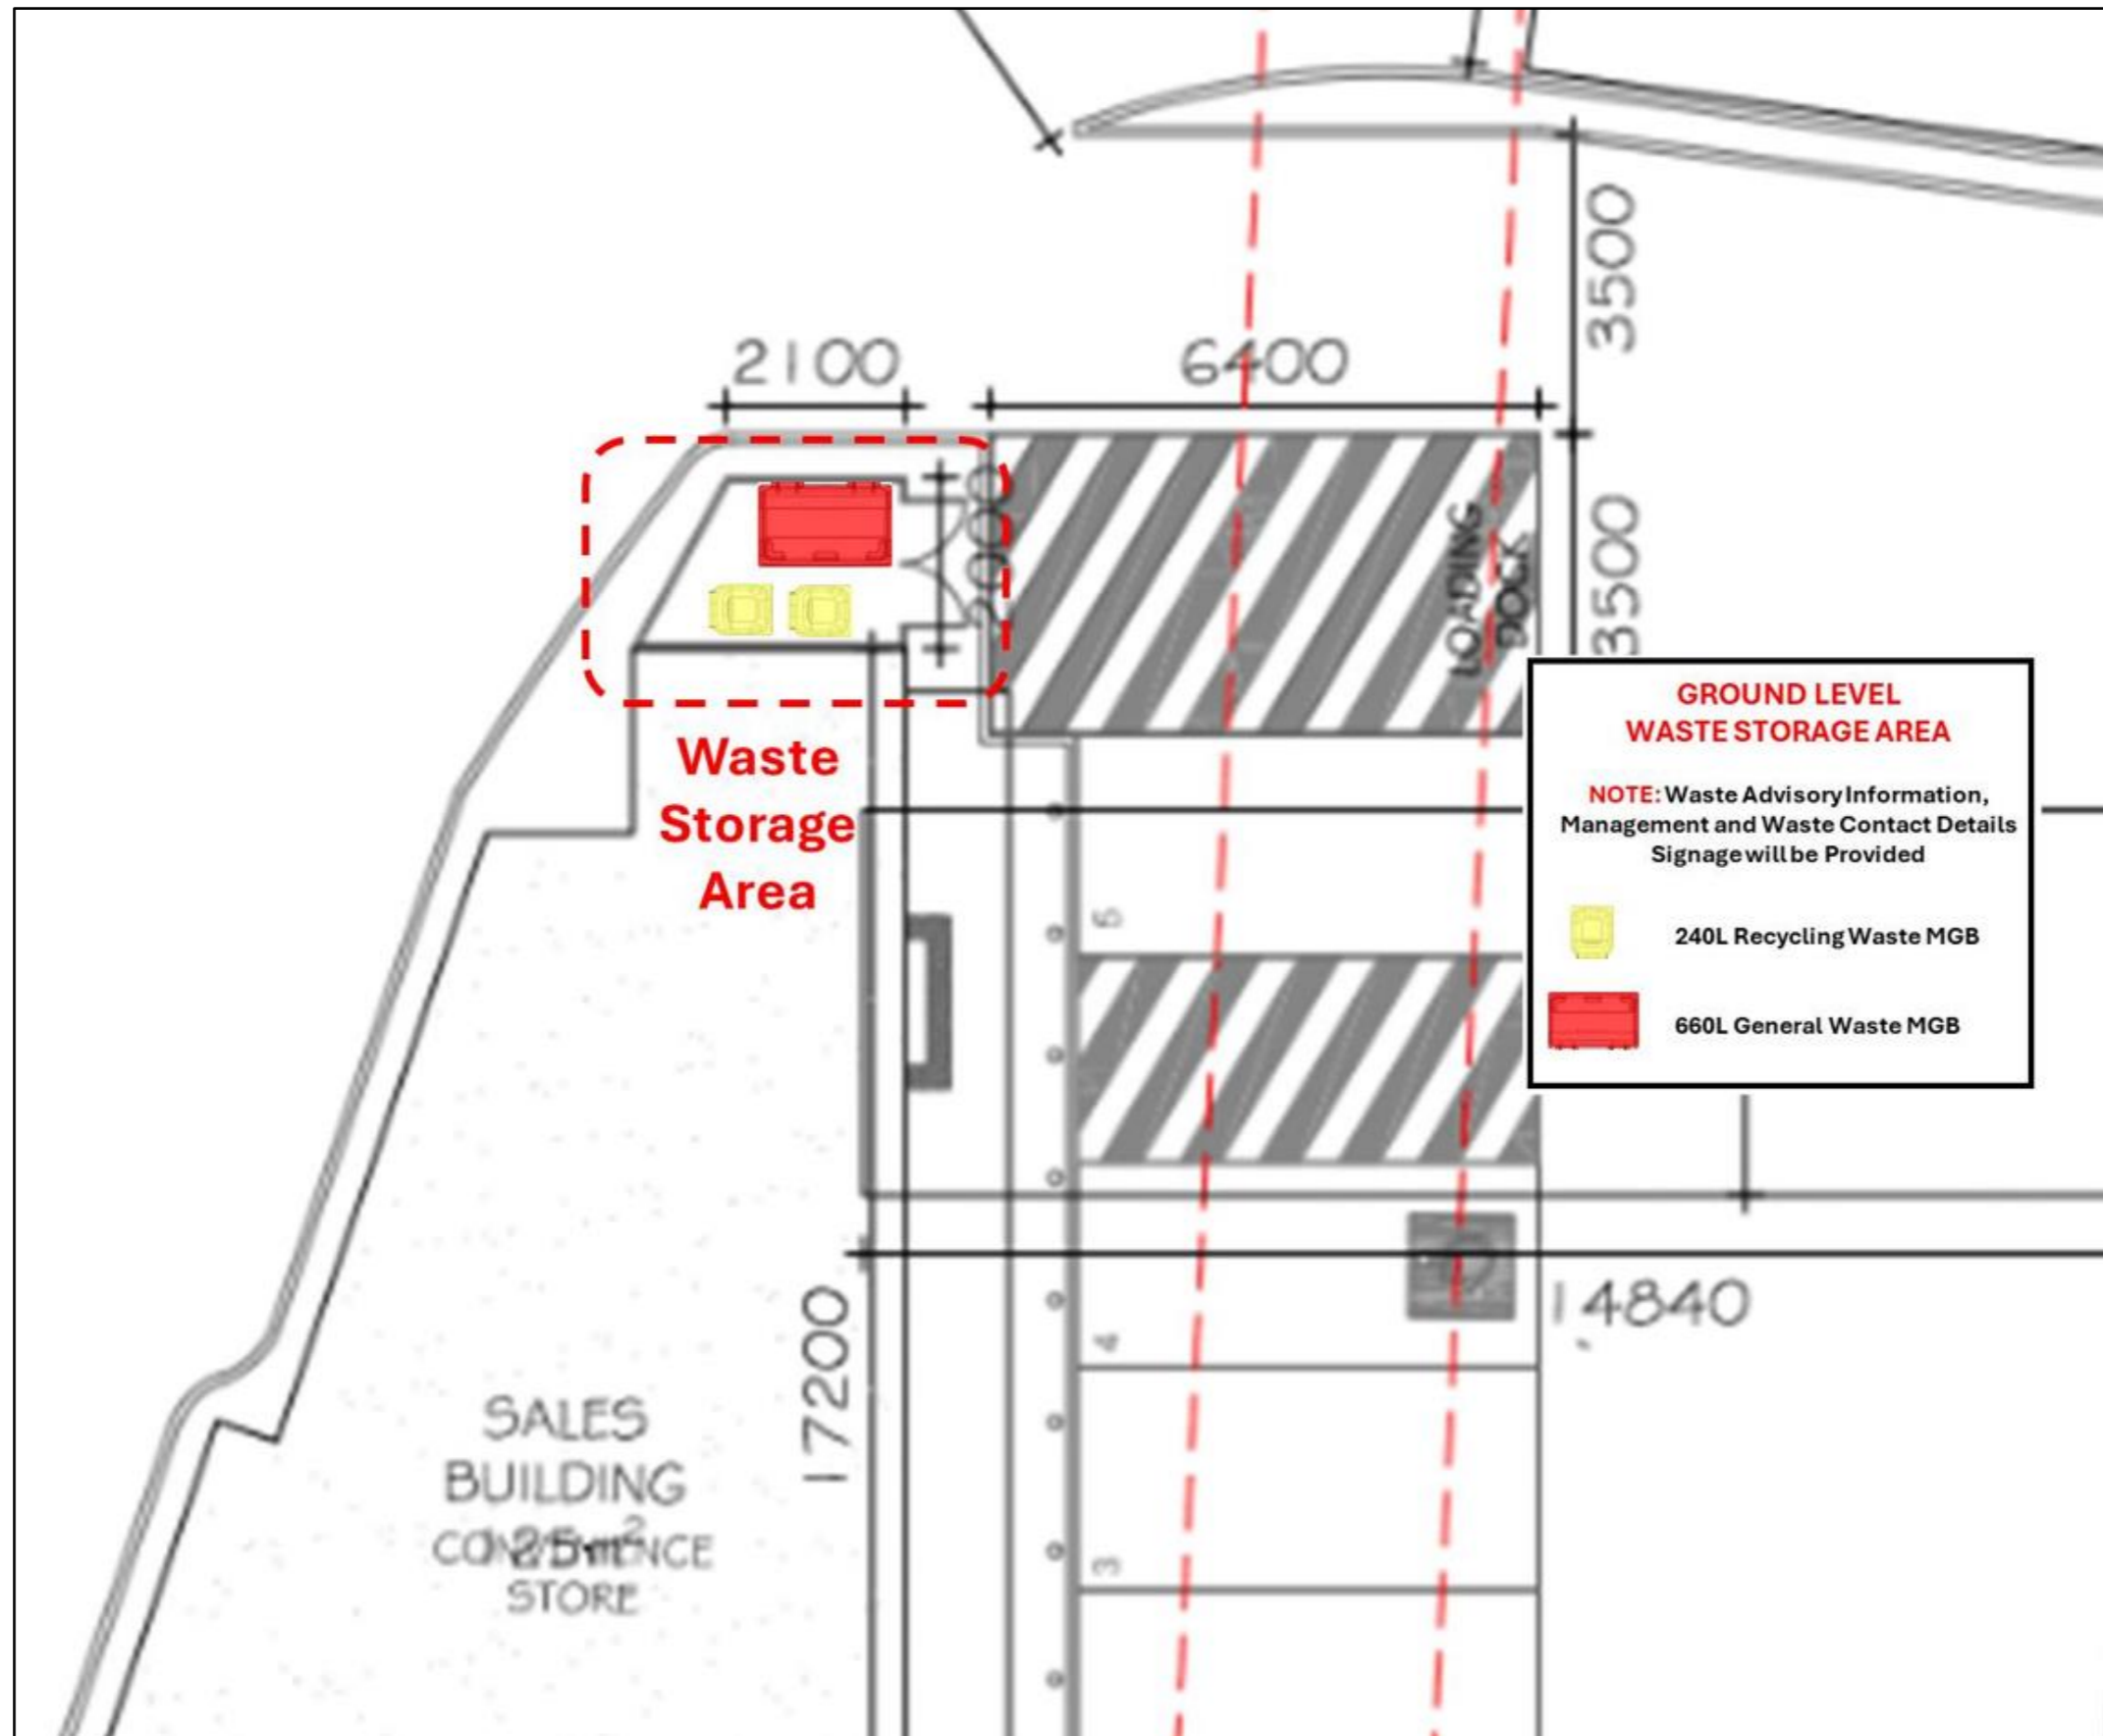 3500
2100
6400
3500
LOADING
DOCK
Waste
Storage
Area
GROUND LEVEL
WASTE STORAGE AREA
NOTE: Waste Advisory Information,
Management and Waste Contact Details
Signage will be Provided
240L Recycling Waste MGB
660L General Waste MGB
4
14840
17200
3
SALES
BUILDING
125m²
CONVENIENCE
STORE